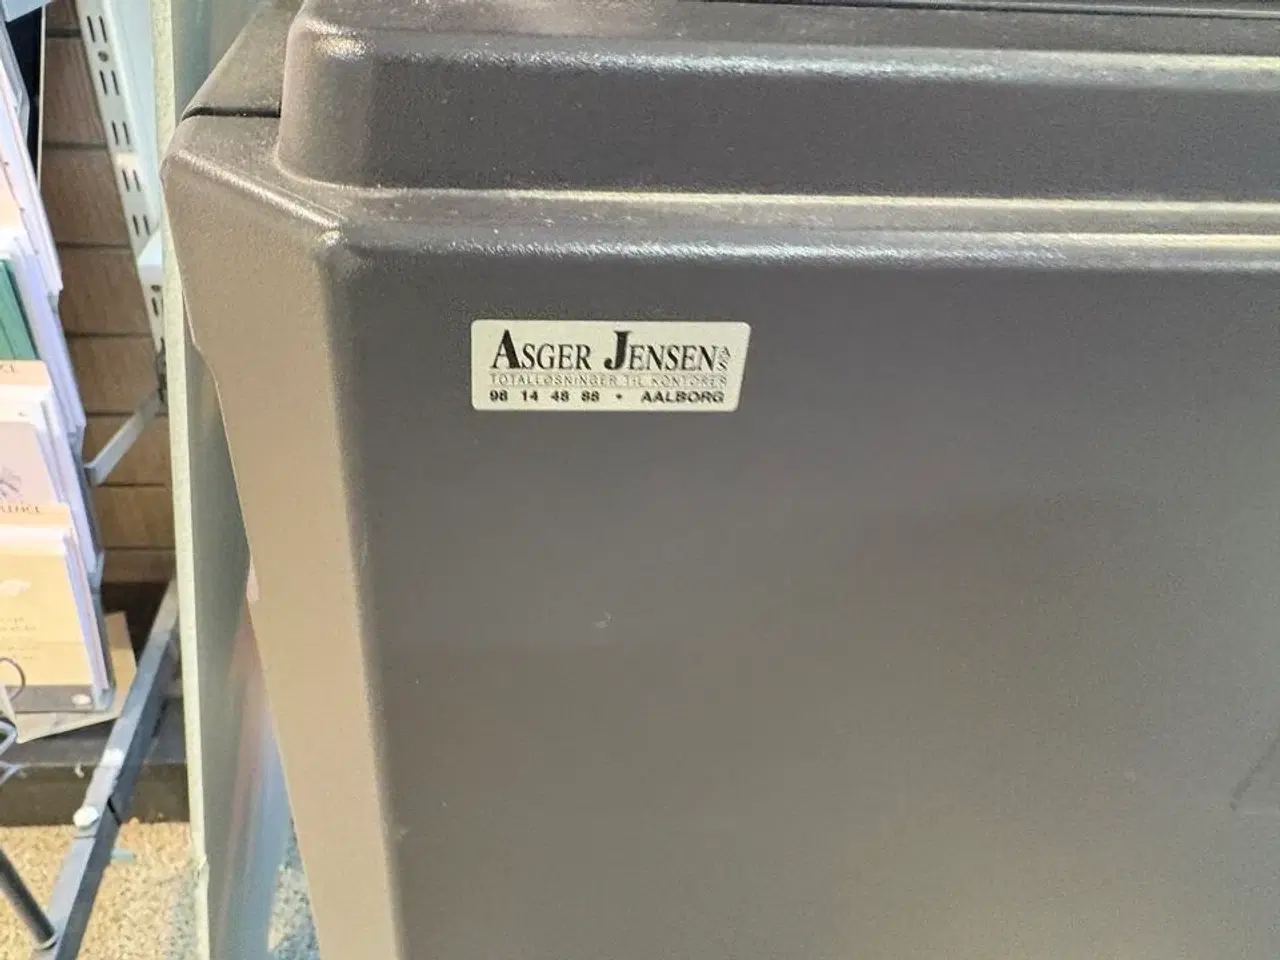 ASGER JENSEN A/S
TOTALLØSNINGER TIL KONTORER
98 14 48 88 • AALBORG